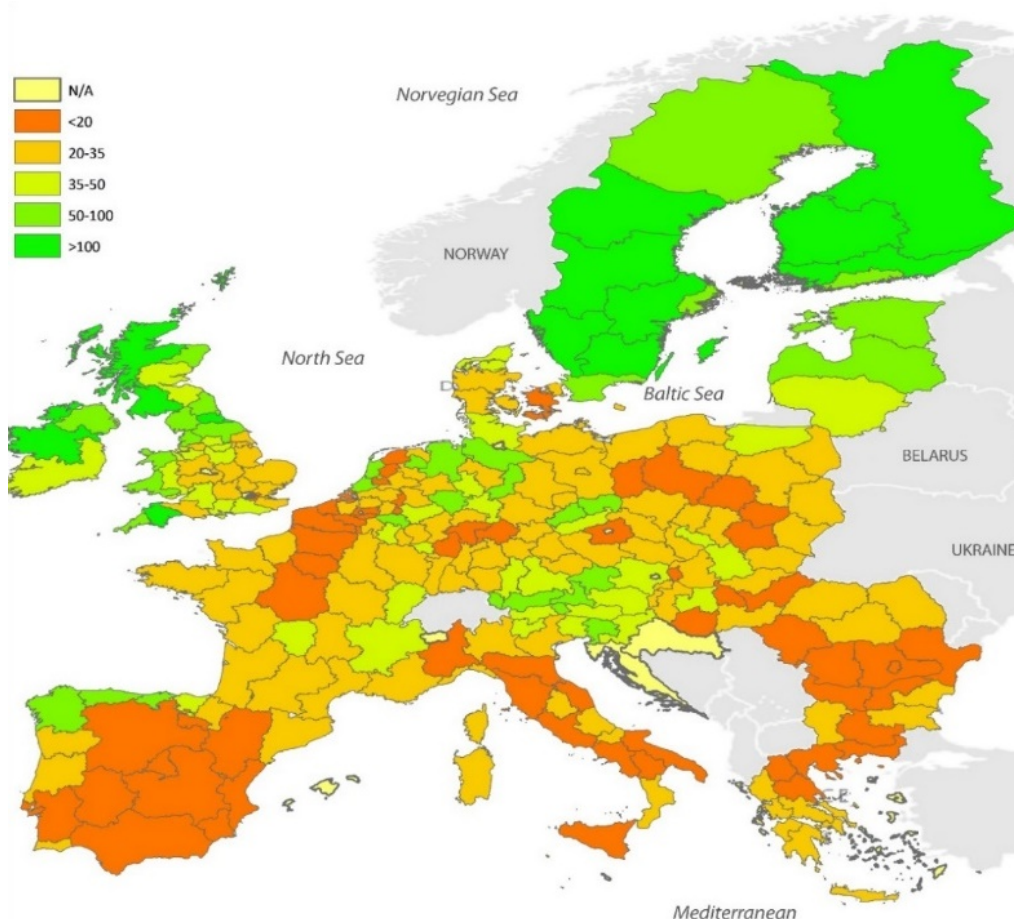 Norvegian Sea
N/A
<20
20-35
35-50
50-100
>100
NORWAY
North Sea
Baltic Sea
BELARUS
UKRAINE
Mediterranean